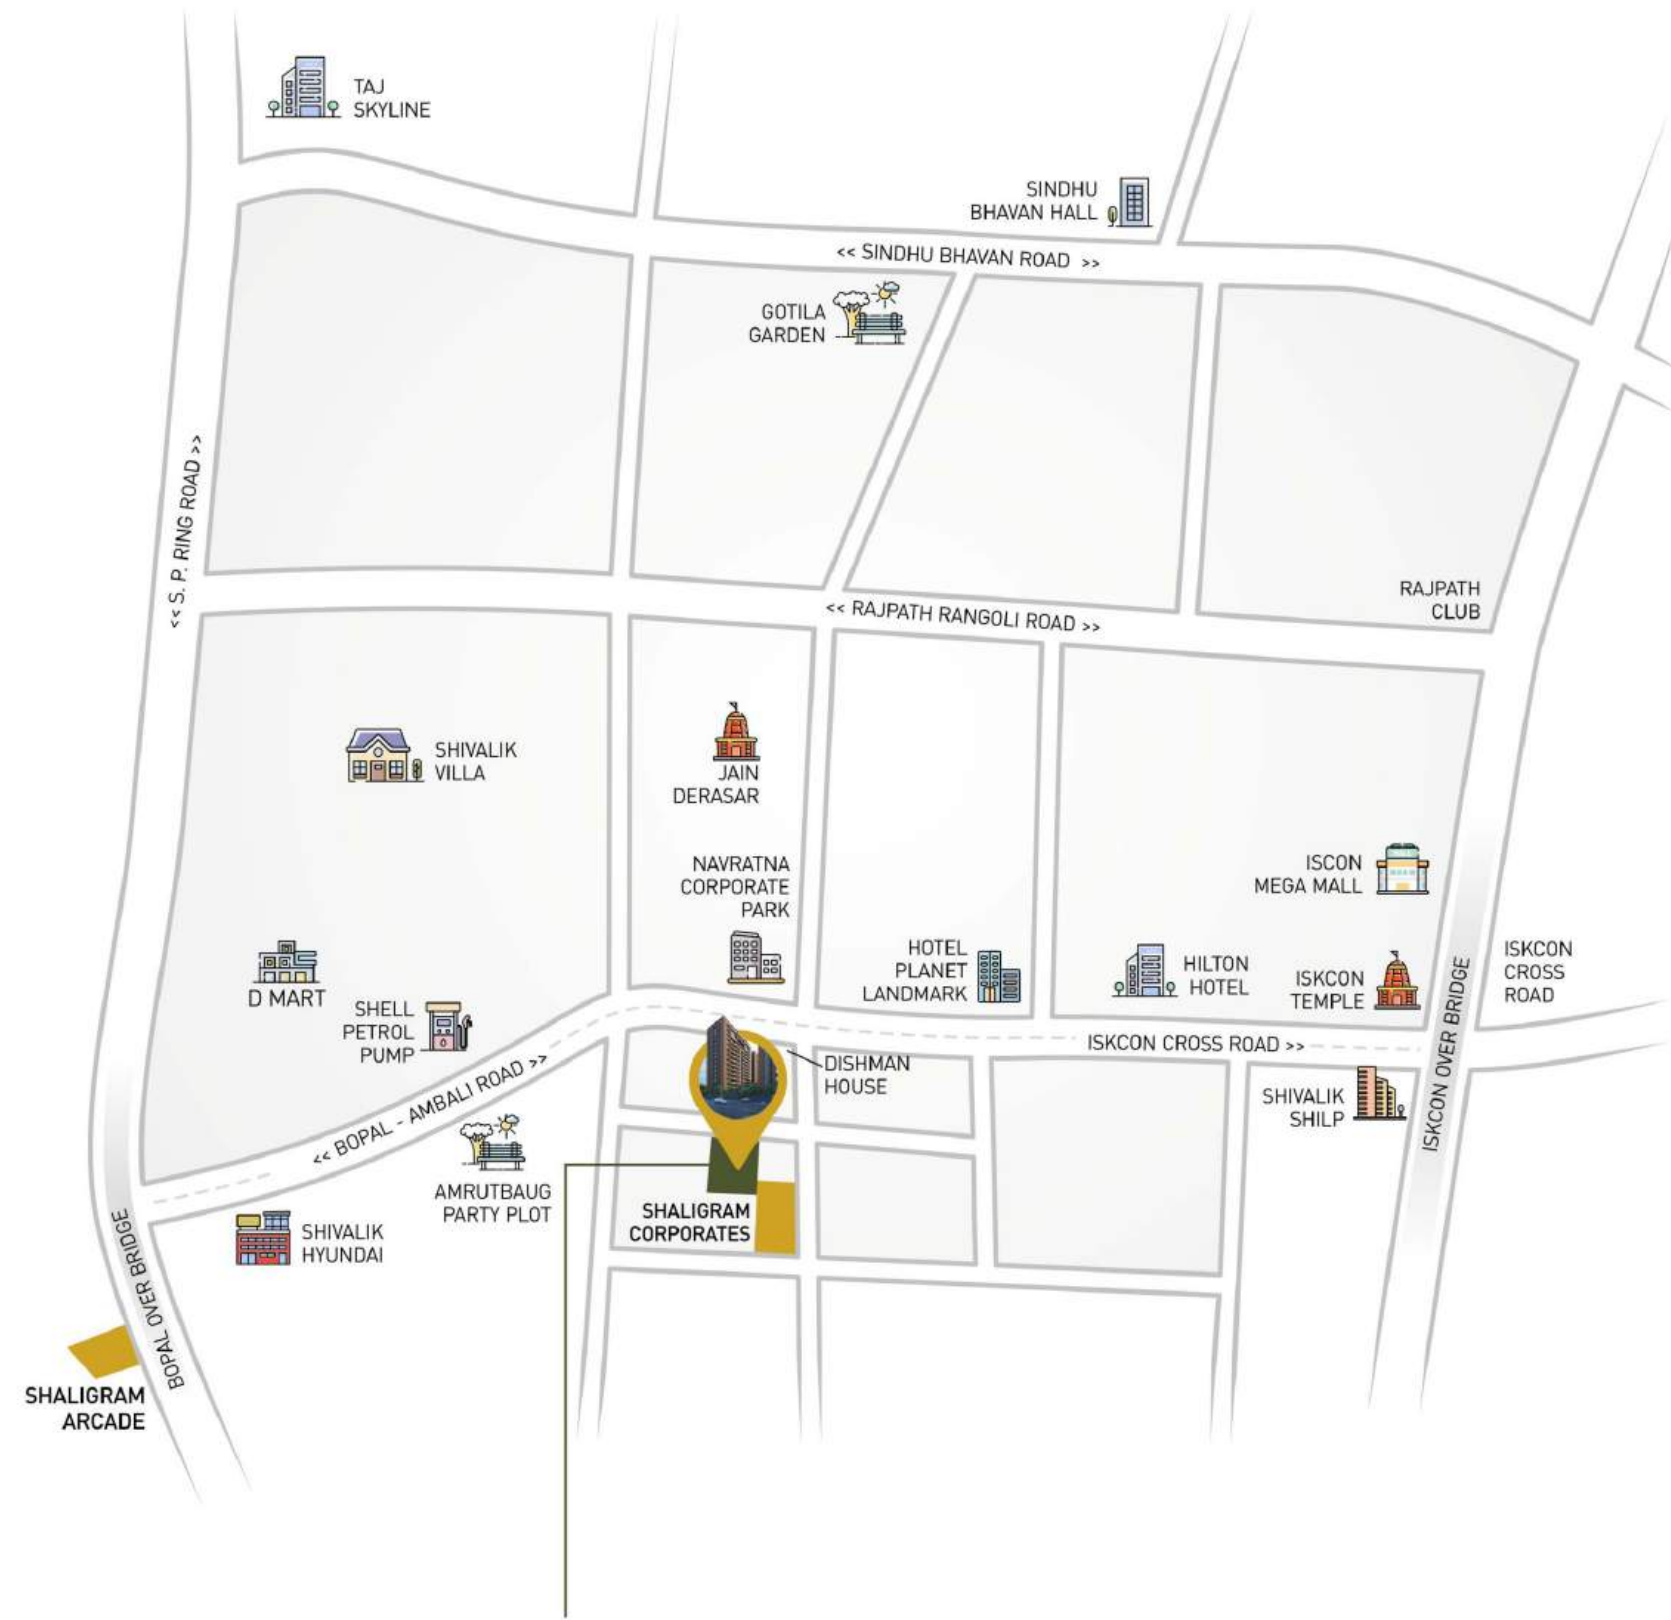 TAJ
SKYLINE
SINDHU
BHAVAN HALL
<< SINDHU BHAVAN ROAD >>
GOTILA
GARDEN
<< S. P. RING ROAD >>
RAJPATH
CLUB
<< RAJPATH RANGOLI ROAD >>
SHIVALIK
VILLA
JAIN
DERASAR
NAVRATNA
CORPORATE
PARK
ISCON
MEGA MALL
HOTEL
PLANET
LANDMARK
HILTON
HOTEL
ISKCON
TEMPLE
ISKCON
CROSS
ROAD
D MART
SHELL
PETROL
PUMP
ISKCON CROSS ROAD >>
ISKCON OVER BRIDGE
<< BOPAL - AMBALI ROAD >>
DISHMAN
HOUSE
SHIVALIK
SHILP
AMRUTBAUG
PARTY PLOT
SHALIGRAM
CORPORATES
SHIVALIK
HYUNDAI
BOPAL OVER BRIDGE
SHALIGRAM
ARCADE